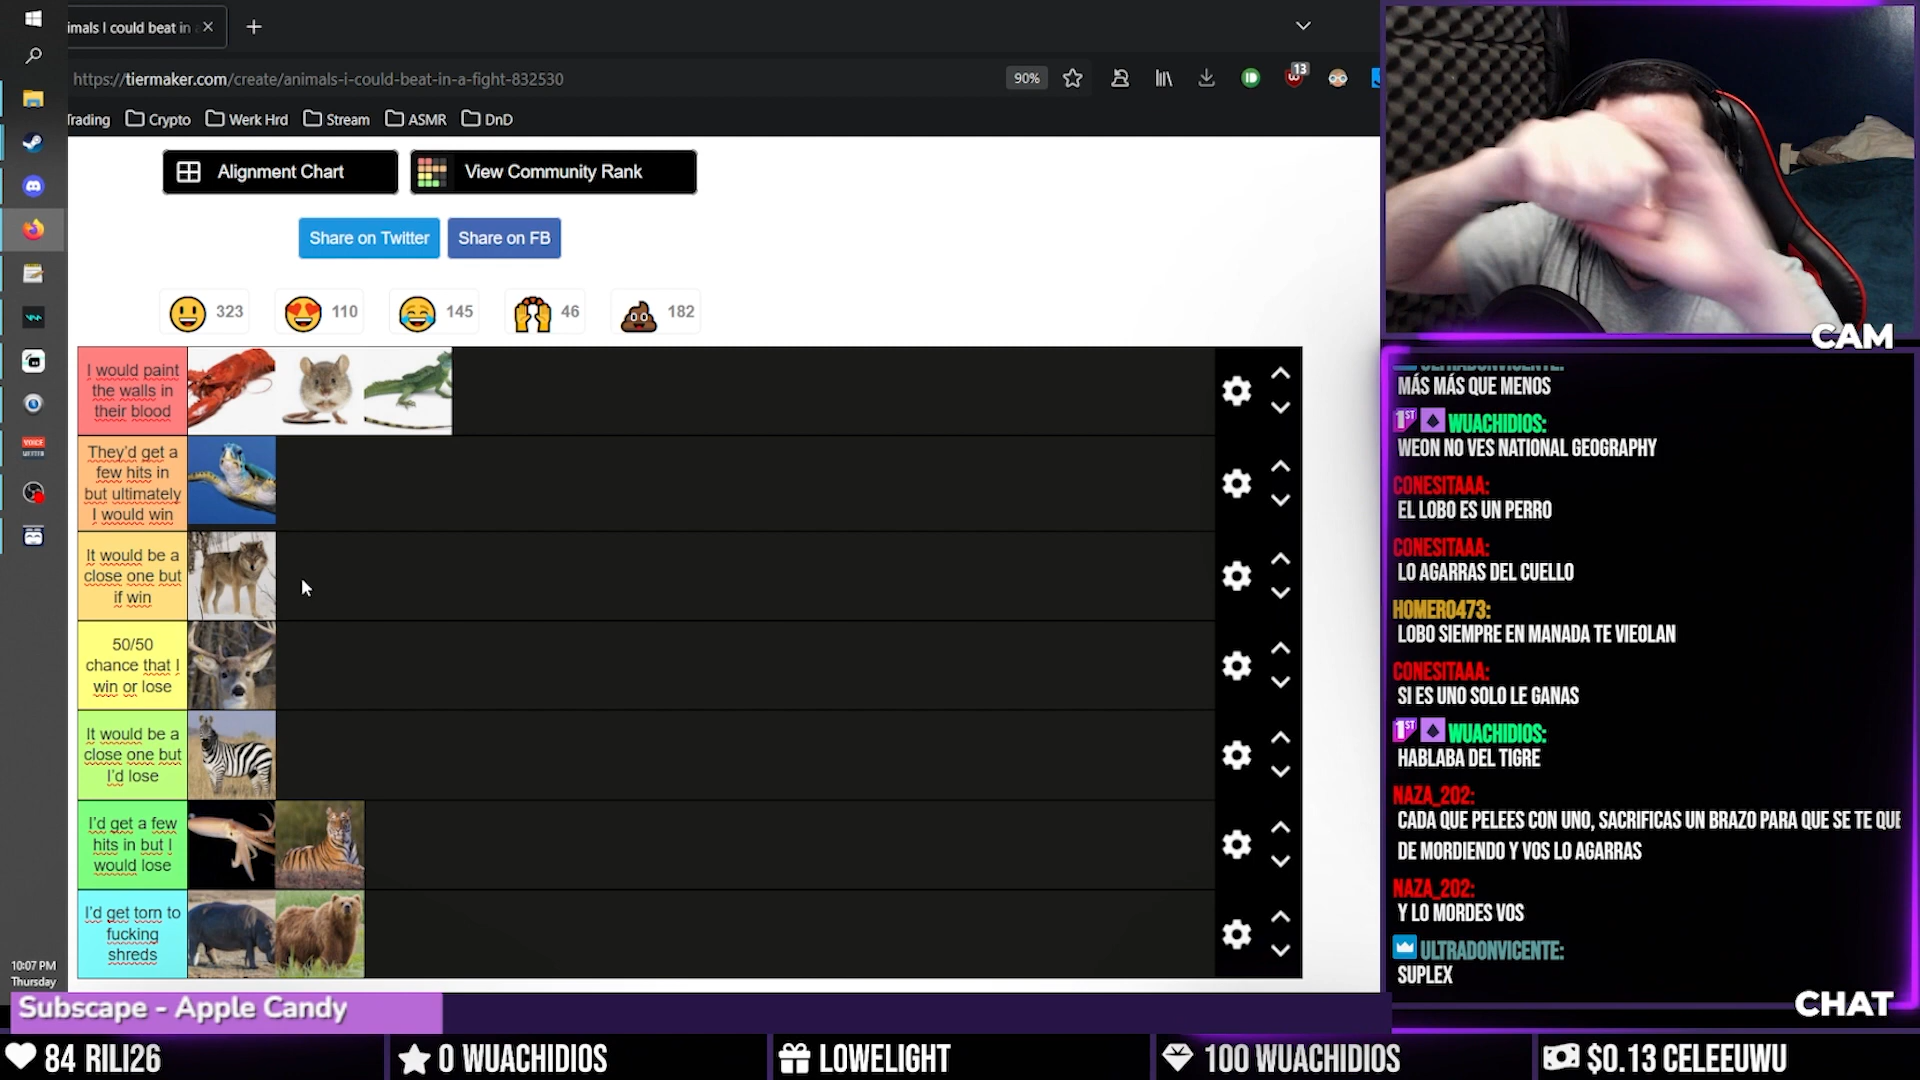 imals I could beat in
https://tiermaker.com/create/animals-i-could-beat-in-a-fight-832530
90%
13
Trading
Crypto
Werk Hrd
Stream
ASMR
DnD
Alignment Chart
View Community Rank
Share on Twitter
Share on FB
323
110
145
46
182
I would paint
the walls in
their blood
They'd get a
few hits in
but ultimately
I would win
It would be a
close one but
if win
50/50
chance that I
win or lose
It would be a
close one but
I'd lose
I'd get a few
hits in but I
would lose
I'd get torn to
fucking
shreds
10:07 PM
Thursday
CAM
ULTRADONVICENTE:
MÁS MÁS QUE MENOS
1ST WUACHIDIOS:
WEON NO VES NATIONAL GEOGRAPHY
CONESITAAA:
EL LOBO ES UN PERRO
CONESITAAA:
LO AGARRAS DEL CUELLO
HOMERO473:
LOBO SIEMPRE EN MANADA TE VIEOLAN
CONESITAAA:
SI ES UNO SOLO LE GANAS
1ST WUACHIDIOS:
HABLABA DEL TIGRE
NAZA_202:
CADA QUE PELEES CON UNO, SACRIFICAS UN BRAZO PARA QUE SE TE QUE
DE MORDIENDO Y VOS LO AGARRAS
NAZA_202:
Y LO MORDES VOS
ULTRADONVICENTE:
SUPLEX
CHAT
Subscape - Apple Candy
84 RILI26
0 WUACHIDIOS
LOWELIGHT
100 WUACHIDIOS
$0.13 CELEEUWU